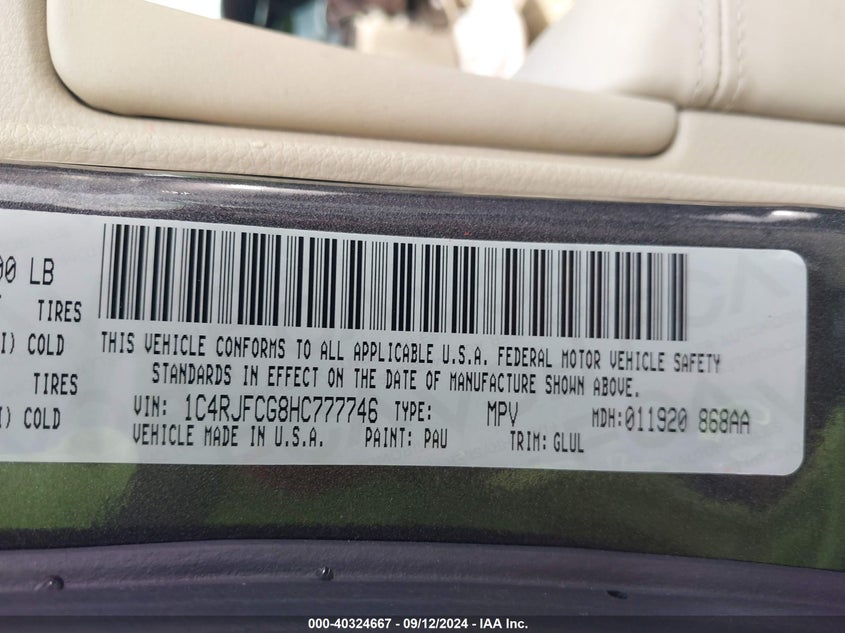 00 LB
TIRES
I) COLD
TIRES
I) COLD
THIS VEHICLE CONFORMS TO ALL APPLICABLE U.S.A. FEDERAL MOTOR VEHICLE SAFETY
STANDARDS IN EFFECT ON THE DATE OF MANUFACTURE SHOWN ABOVE.
VIN: 1C4RJFCG8HC777746 TYPE: MPV MDH:011920 868AA
VEHICLE MADE IN U.S.A. PAINT: PAU TRIM: GLUL
000-40324667 - 09/12/2024 - IAA Inc.